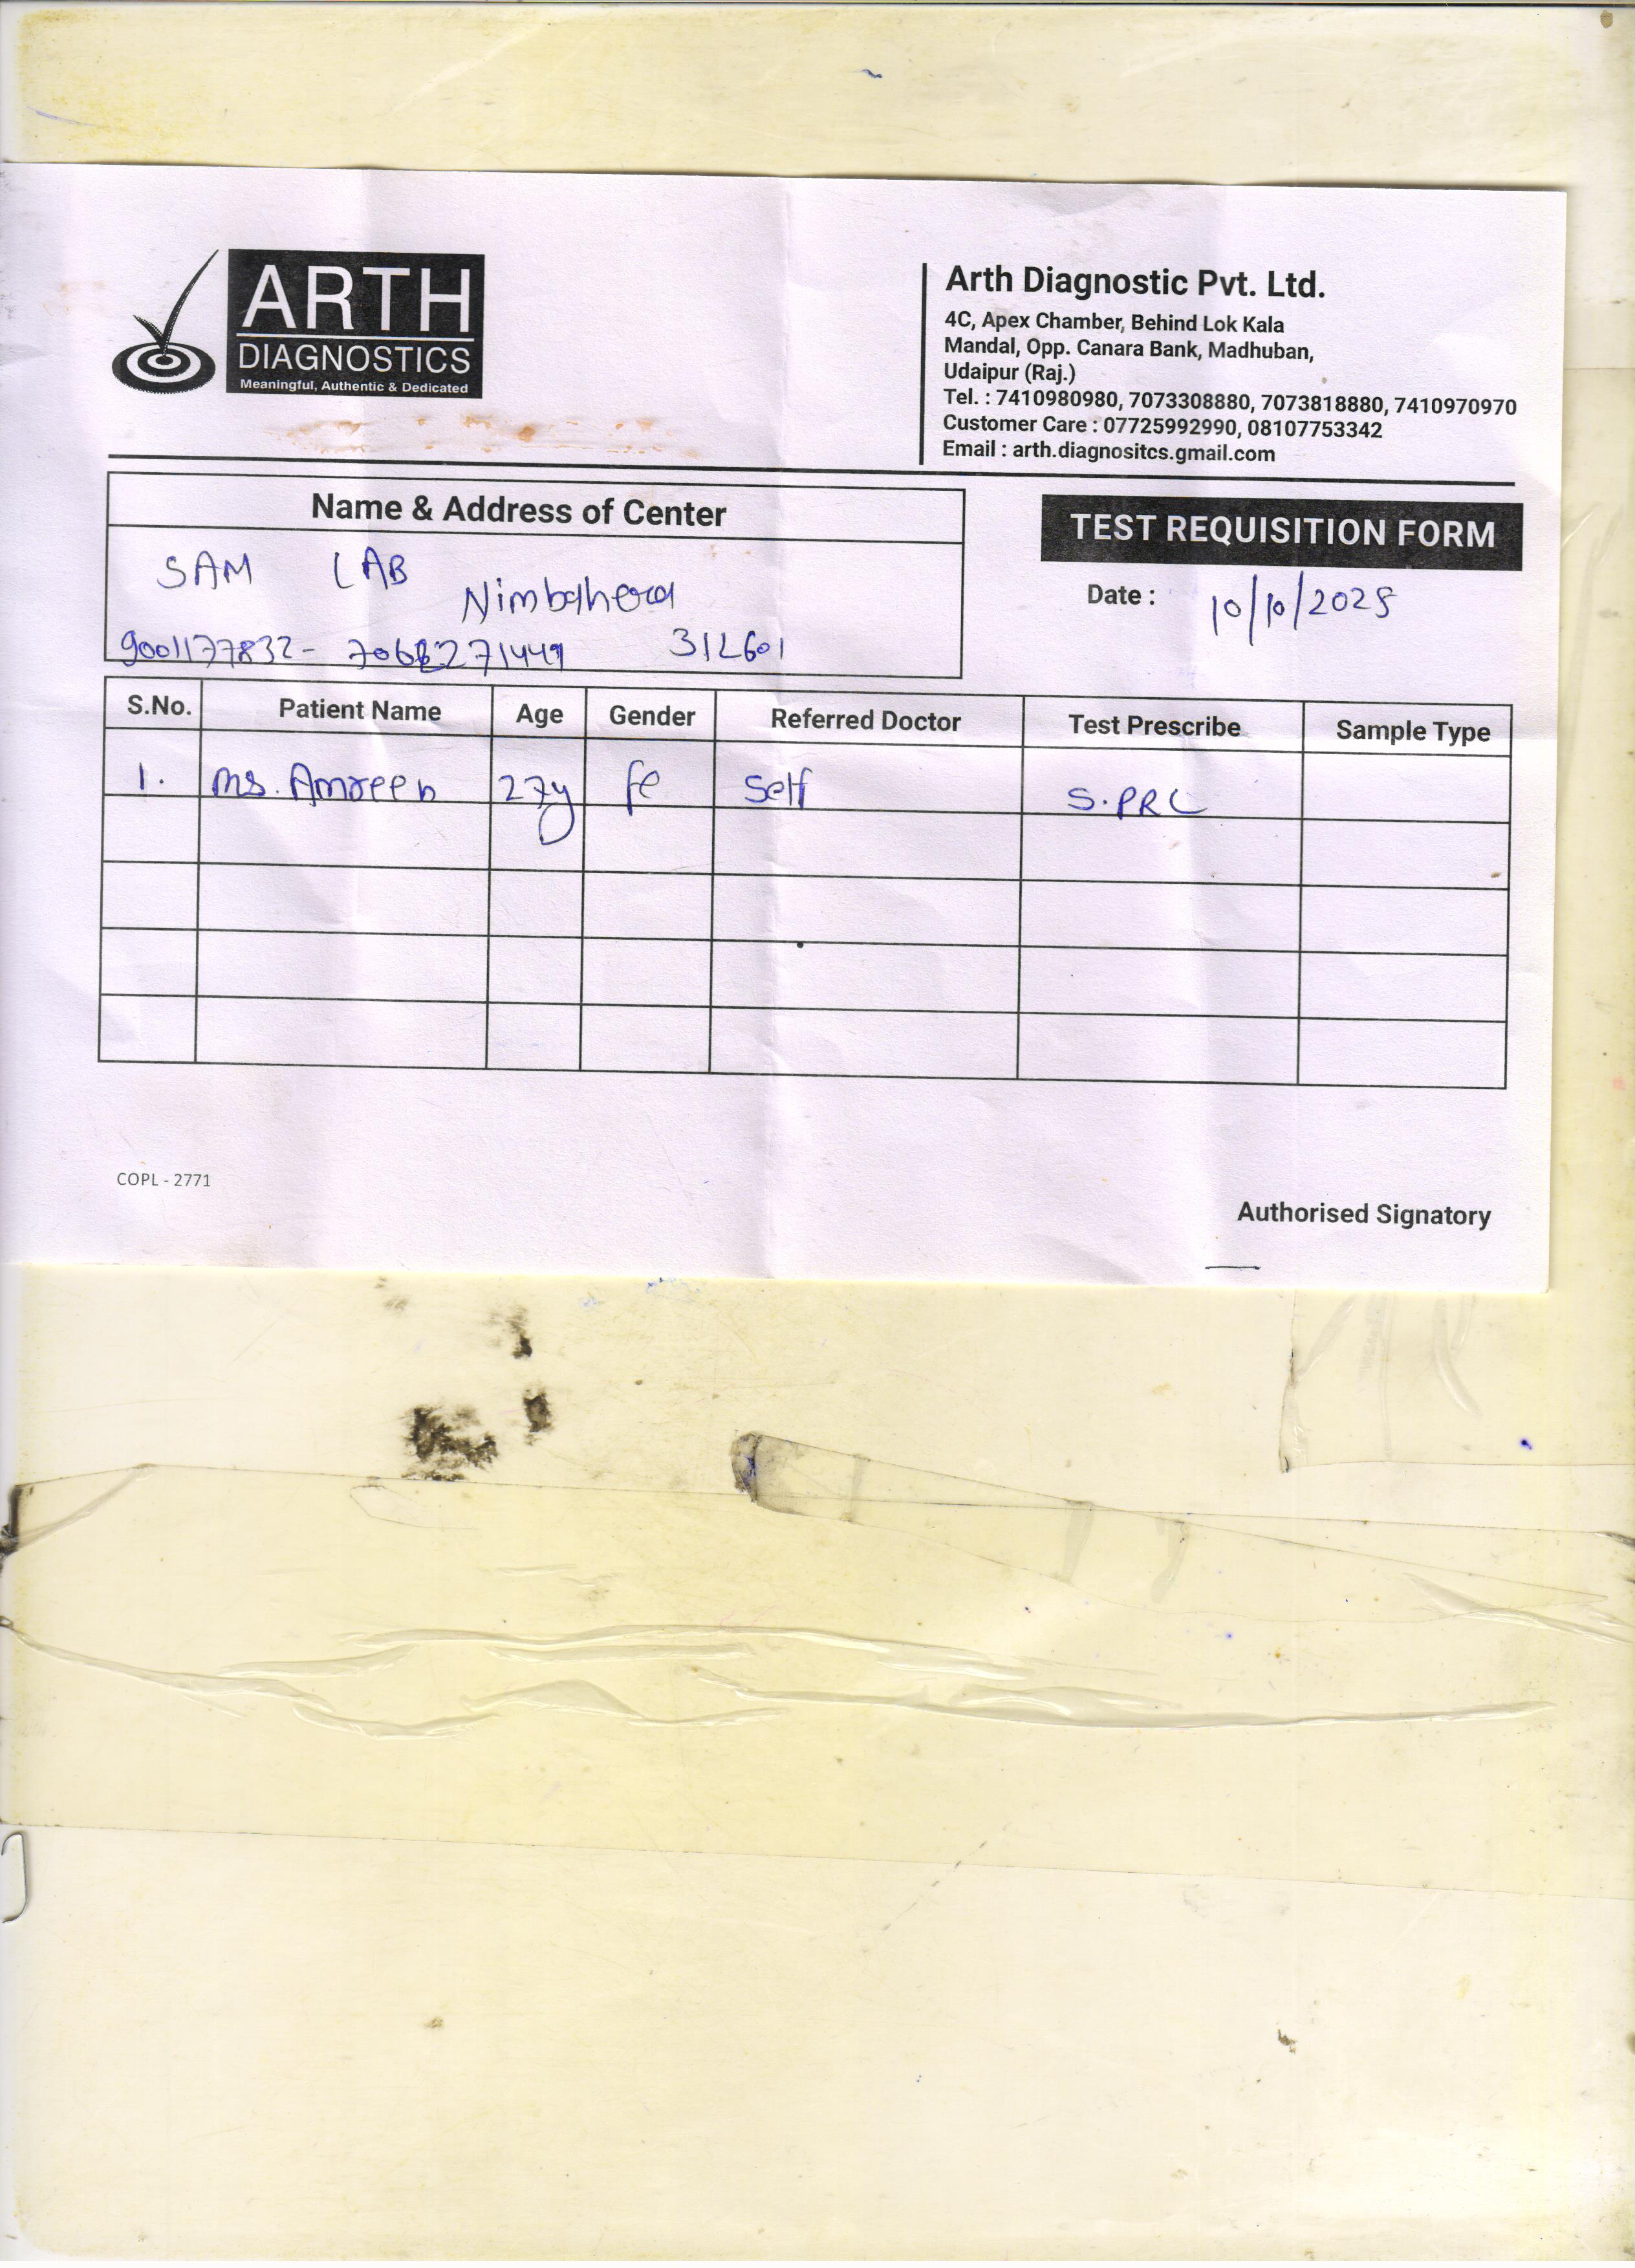 ARTH
DIAGNOSTICS
Meaningful, Authentic & Dedicated
Arth Diagnostic Pvt. Ltd.
4C, Apex Chamber, Behind Lok Kala
Mandal, Opp. Canara Bank, Madhuban,
Udaipur (Raj.)
Tel. : 7410980980, 7073308880, 7073818880, 7410970970
Customer Care : 07725992990, 08107753342
Email : arth.diagnositcs.gmail.com
Name & Address of Center
SAM LAB
Nimbahera
9001177832- 312601
TEST REQUISITION FORM
Date : 10/10/2025
S.No. Patient Name Age Gender Referred Doctor Test Prescribe Sample Type
1. Ms. Amreen 27y fe Self S.PRL
COPL - 2771
Authorised Signatory